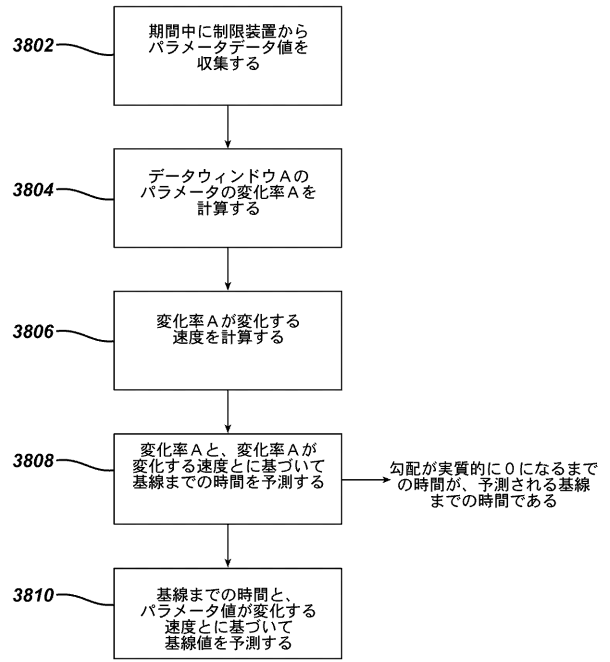 3802
期間中に制限装置から
パラメータデータ値を
収集する
3804
データウィンドウAの
パラメータの変化率Aを
計算する
3806
変化率Aが変化する
速度を計算する
3808
変化率Aと、変化率Aが
変化する速度とに基づいて
基線までの時間を予測する
勾配が実質的に0になるまで
の時間が、予測される基線
までの時間である
3810
基線までの時間と、
パラメータ値が変化する
速度とに基づいて
基線値を予測する